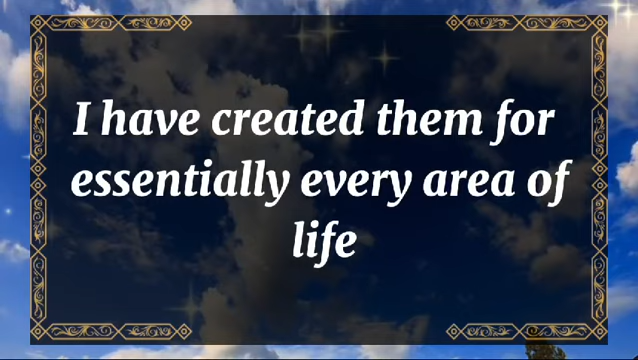 I have created them for
essentially every area of
life